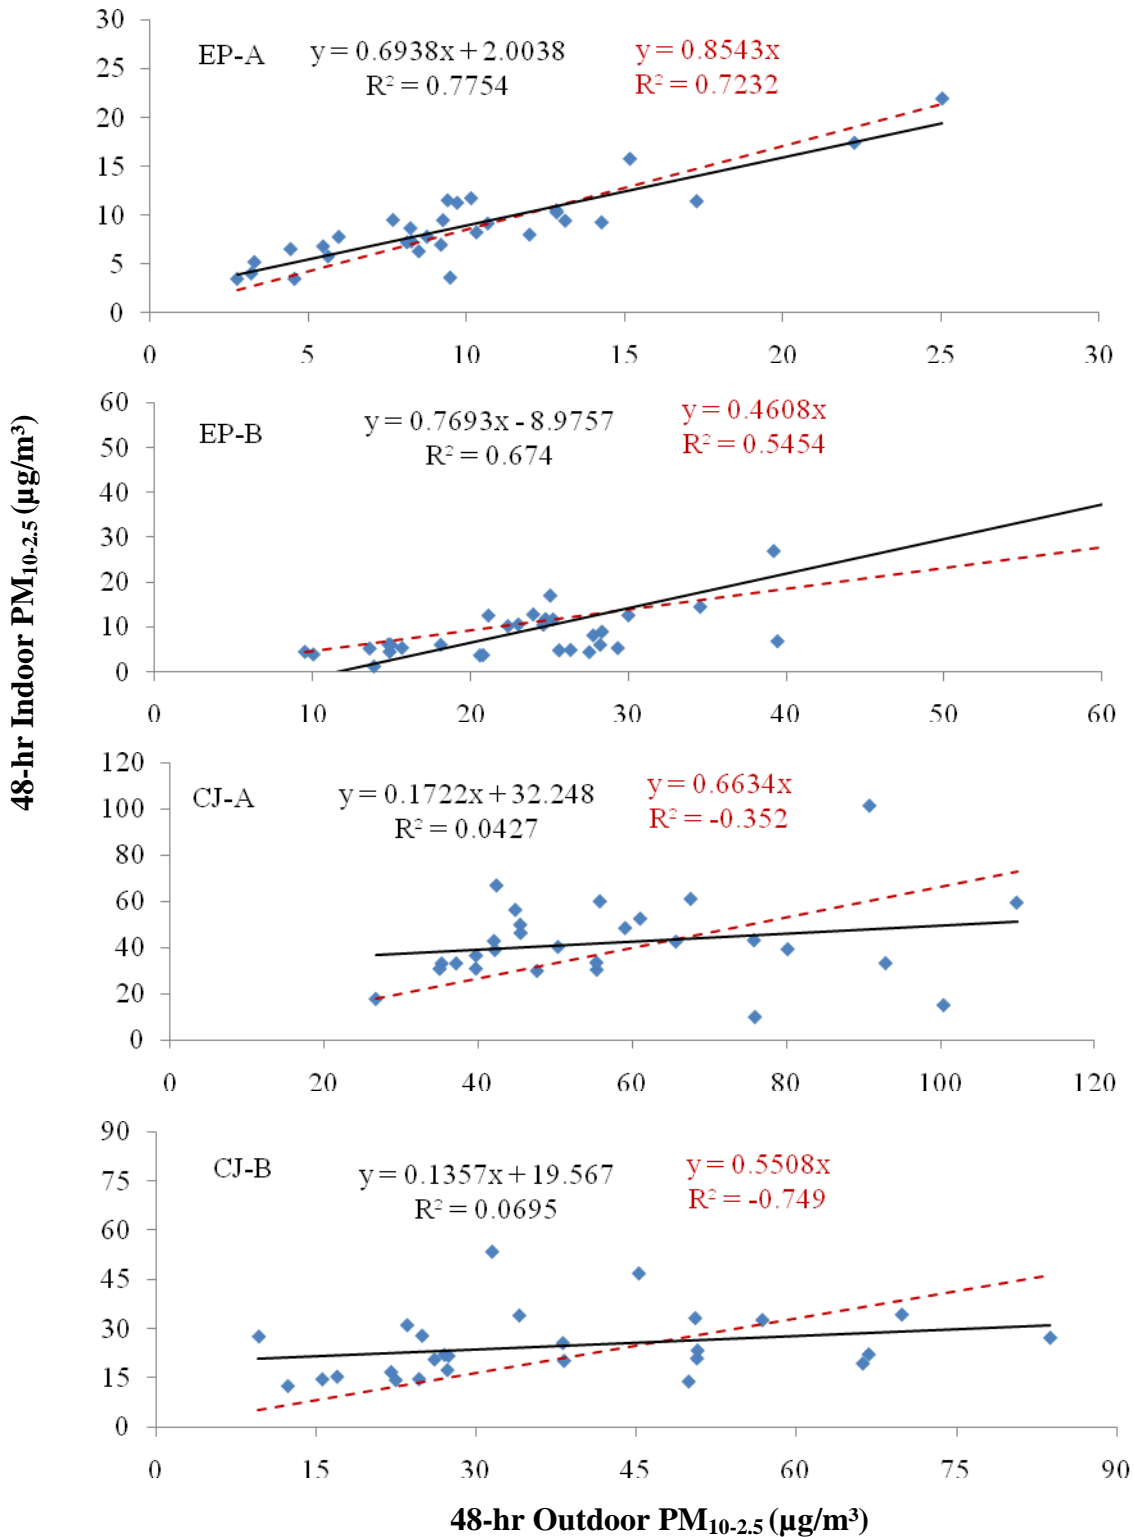 30
EP-A y = 0.6938x + 2.0038 y = 0.8543x
R² = 0.7754 R² = 0.7232
25
20
15
10
5
0
0 5 10 15 20 25 30
60
EP-B y = 0.7693x - 8.9757 y = 0.4608x
R² = 0.674 R² = 0.5454
50
40
30
20
10
0
0 10 20 30 40 50 60
48-hr Indoor PM10-2.5 (µg/m³)
120
CJ-A y = 0.1722x + 32.248 y = 0.6634x
R² = 0.0427 R² = -0.352
100
80
60
40
20
0
0 20 40 60 80 100 120
90
CJ-B y = 0.1357x + 19.567 y = 0.5508x
R² = 0.0695 R² = -0.749
75
60
45
30
15
0
0 15 30 45 60 75 90
48-hr Outdoor PM10-2.5 (µg/m³)